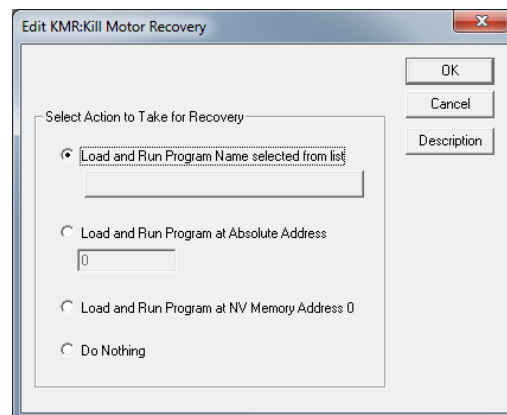 Edit KMR:Kill Motor Recovery
OK
Cancel
Description
Select Action to Take for Recovery
Load and Run Program Name selected from list
Load and Run Program at Absolute Address
0
Load and Run Program at NV Memory Address 0
Do Nothing